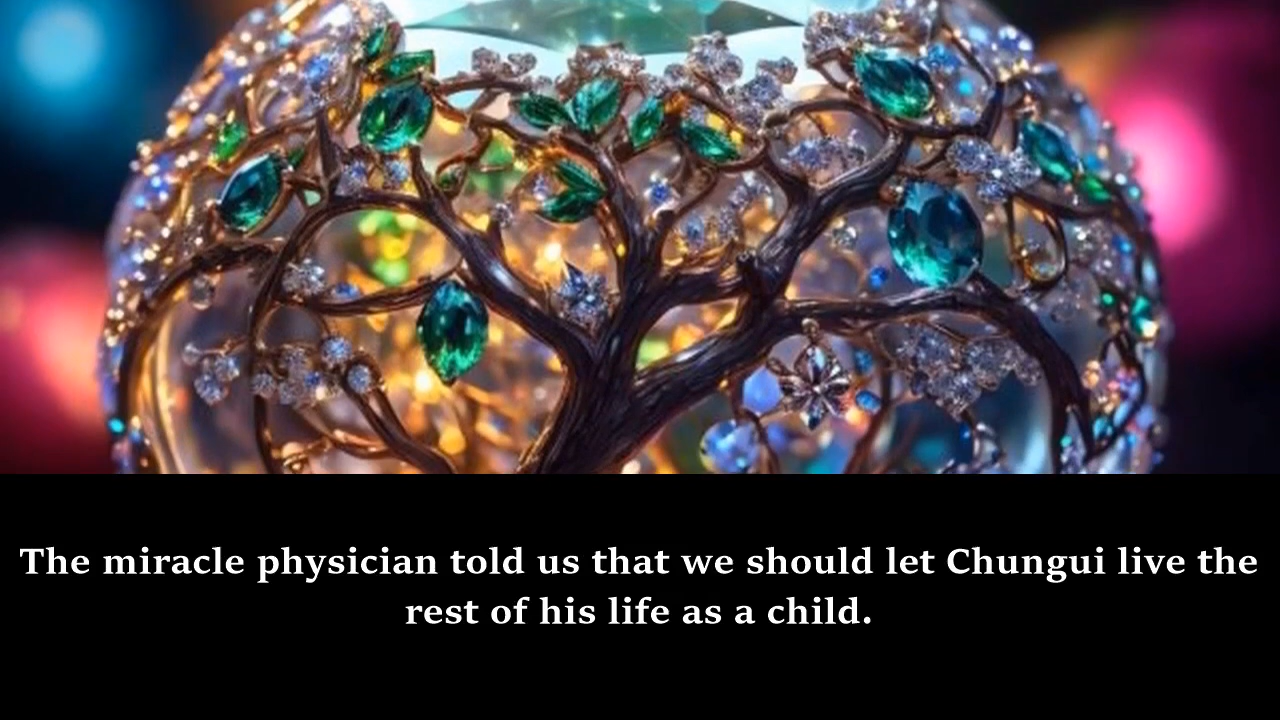 The miracle physician told us that we should let Chungui live the
rest of his life as a child.